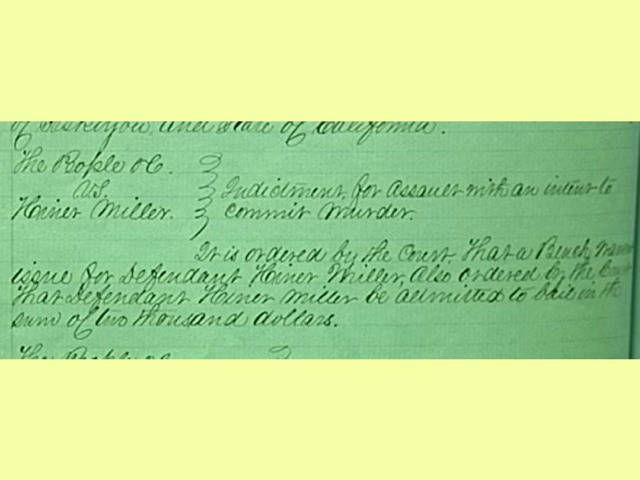 of Siskiyou, and State of California.
The People &C.
VS.
Hiner Miller.
Indictment, for assault with an intent to
commit Murder.
It is ordered by the Court, that a Bench Warrant
issue for Defendant Hiner Miller, also ordered by the Court
that Defendant Hiner Miller be admitted to bail in the
sum of two thousand dollars.
The People &C